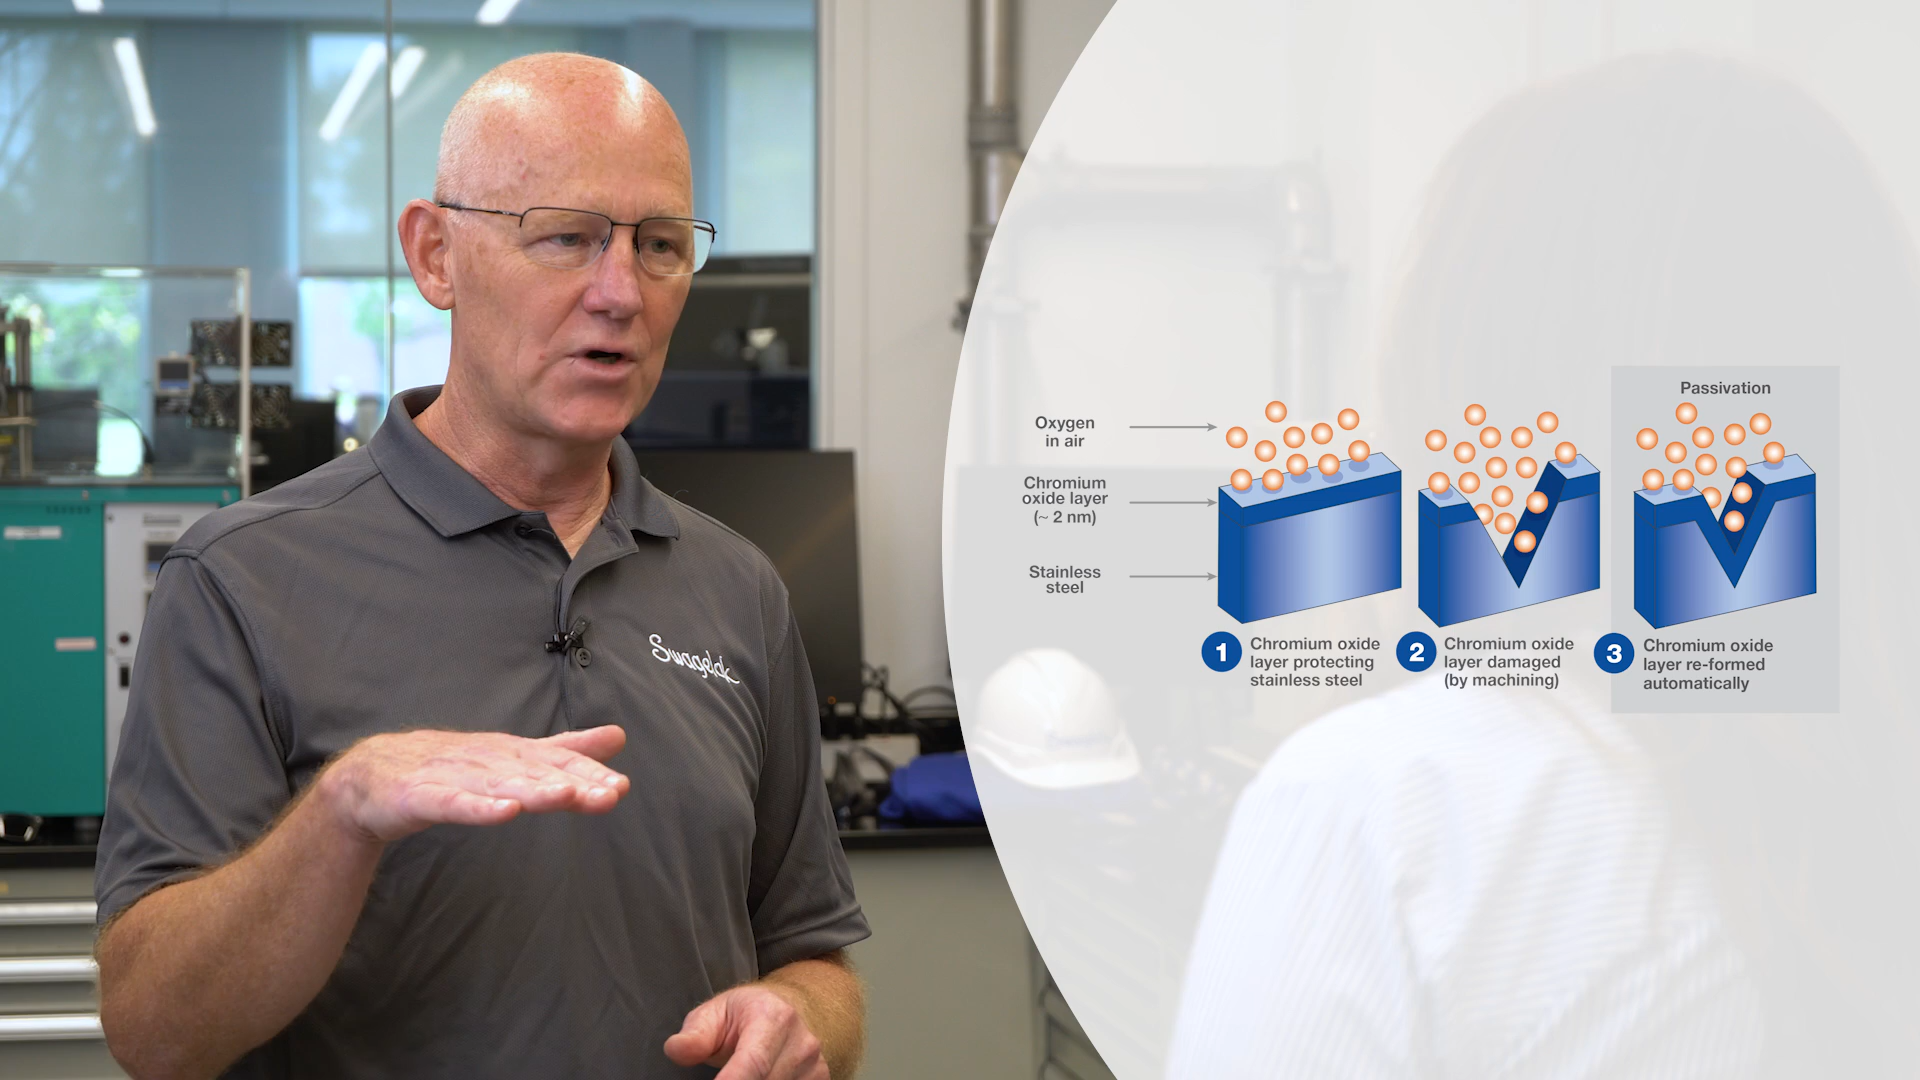 Swagelok
Passivation
Oxygen
in air
Chromium
oxide layer
(~ 2 nm)
Stainless
steel
1
Chromium oxide
layer protecting
stainless steel
2
Chromium oxide
layer damaged
(by machining)
3
Chromium oxide
layer re-formed
automatically